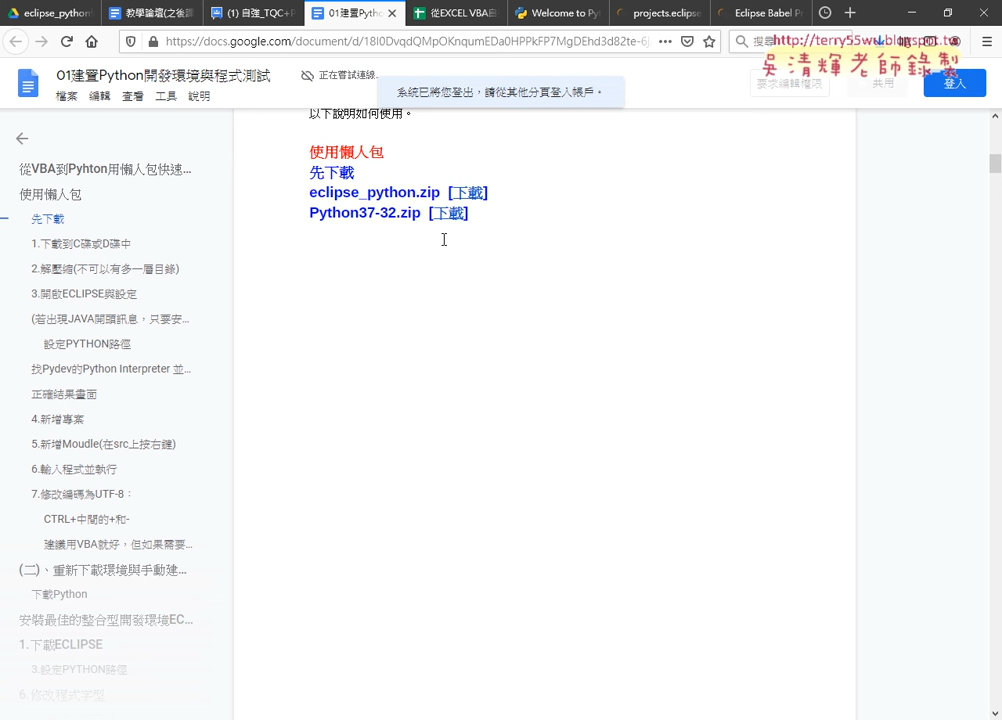 eclipse_python
教學論壇(之後課
(1) 自強_TQC+P
01建置Pytho
從EXCEL VBA自
Welcome to Py
projects.eclipse
Eclipse Babel P
https://docs.google.com/document/d/18I0DvqdQMpOKnqumEDa0HPPkFP7MgDEhd3d82te-6j
搜尋
http://terry55wu.blogspot.tw
吳清輝老師錄製
01建置Python開發環境與程式測試
正在嘗試連線...
檔案 編輯 查看 工具 說明
系統已將您登出，請從其他分頁登入帳戶。
要求編輯權限
共用
登入
以下說明如何使用。
使用懶人包
先下載
eclipse_python.zip [下載]
Python37-32.zip [下載]
從VBA到Pyhton用懶人包快速...
使用懶人包
先下載
1.下載到C碟或D碟中
2.解壓縮(不可以有多一層目錄)
3.開啟ECLIPSE與設定
(若出現JAVA開頭訊息，只要安...
設定PYTHON路徑
找Pydev的Python Interpreter 並...
正確結果畫面
4.新增專案
5.新增Moudle(在src上按右鍵)
6.輸入程式並執行
7.修改編碼為UTF-8：
CTRL+中間的+和-
建議用VBA就好，但如果需要...
(二)、重新下載環境與手動建...
下載Python
安裝最佳的整合型開發環境EC...
1.下載ECLIPSE
3.設定PYTHON路徑
6.修改程式字型